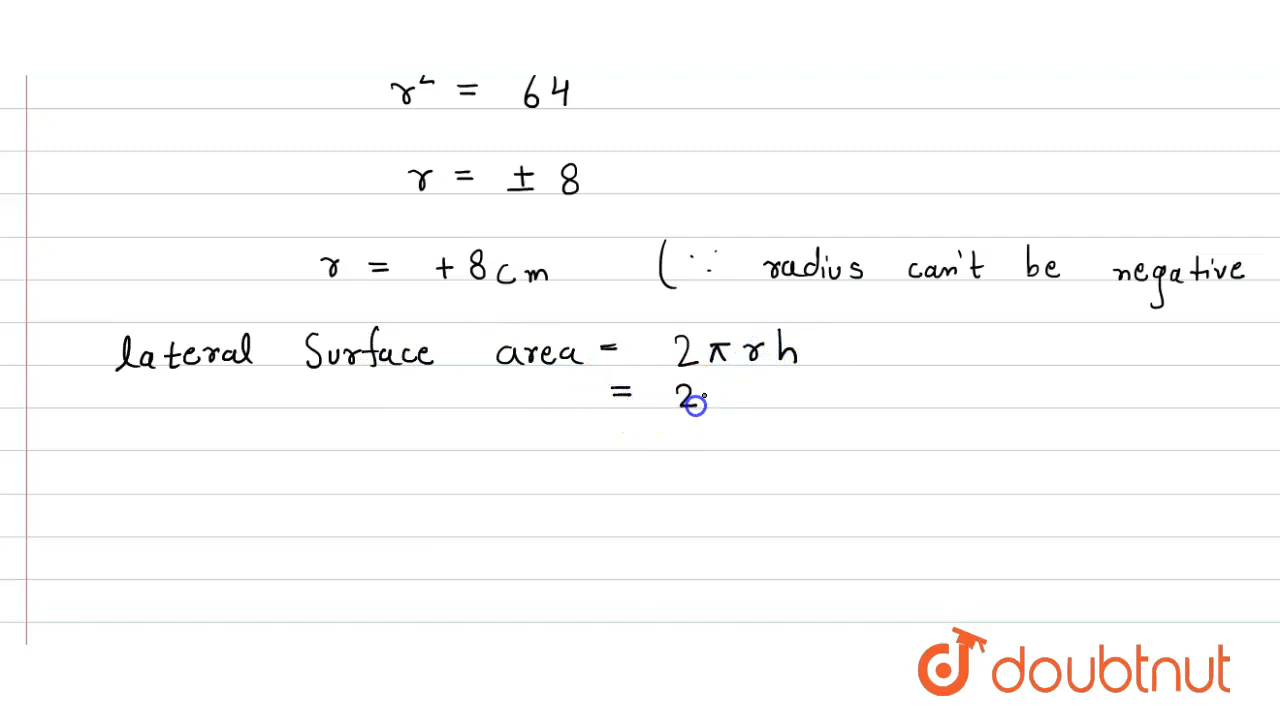 r² = 64
r = ± 8
r = + 8 cm (∵ radius can't be negative
lateral Surface area = 2πrh
= 2
doubtnut